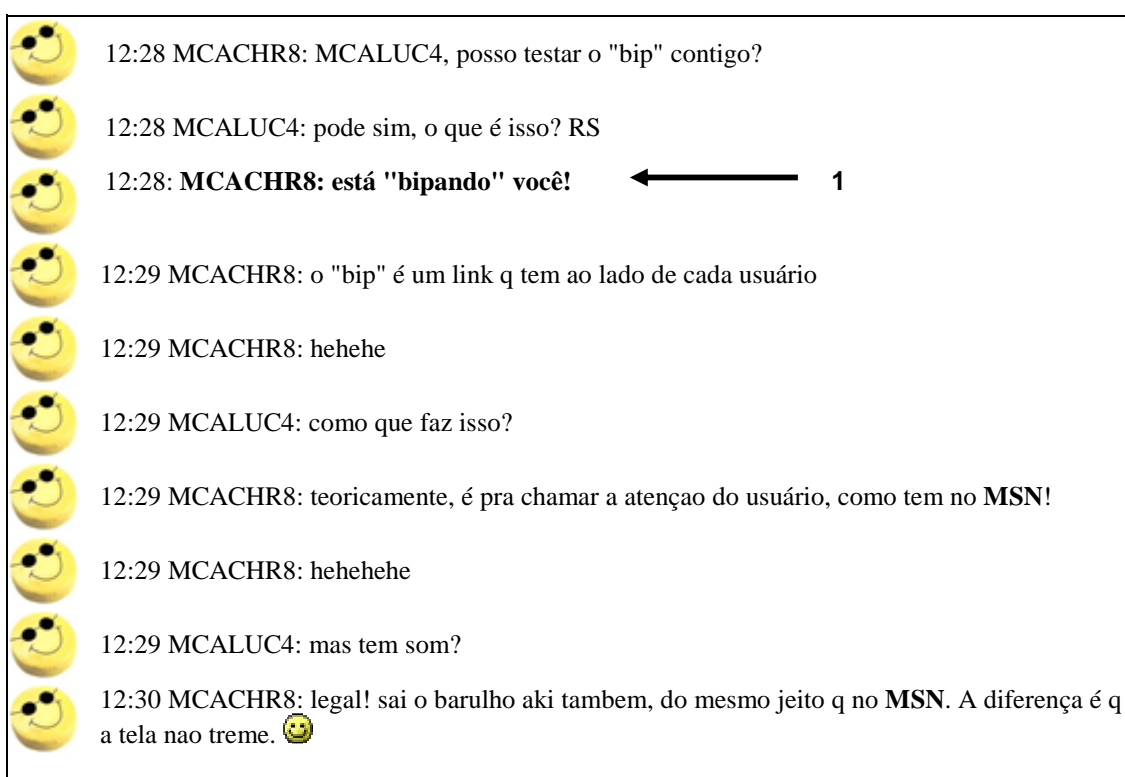 12:28 MCACHR8: MCALUC4, posso testar o "bip" contigo?
12:28 MCALUC4: pode sim, o que é isso? RS
12:28: MCACHR8: está "bipando" você! 1
12:29 MCACHR8: o "bip" é um link q tem ao lado de cada usuário
12:29 MCACHR8: hehehe
12:29 MCALUC4: como que faz isso?
12:29 MCACHR8: teoricamente, é pra chamar a atençao do usuário, como tem no MSN!
12:29 MCACHR8: hehehehe
12:29 MCALUC4: mas tem som?
12:30 MCACHR8: legal! sai o barulho aki tambem, do mesmo jeito q no MSN. A diferença é q
a tela nao treme.